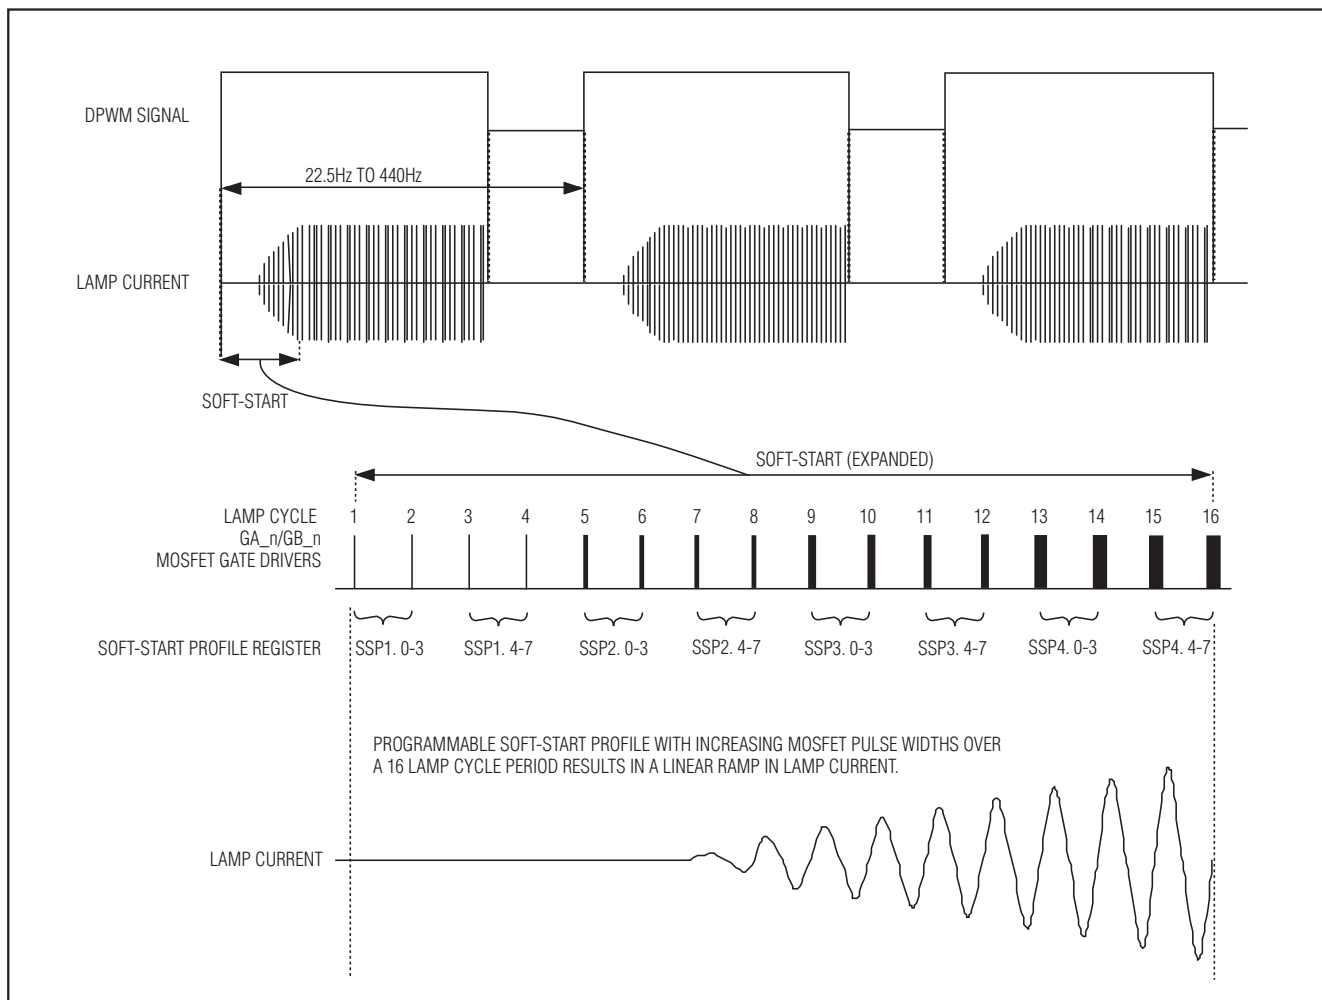 DPWM SIGNAL
22.5Hz TO 440Hz
LAMP CURRENT
SOFT-START
SOFT-START (EXPANDED)
LAMP CYCLE 1 2 3 4 5 6 7 8 9 10 11 12 13 14 15 16
GA_n/GB_n
MOSFET GATE DRIVERS
SOFT-START PROFILE REGISTER SSP1. 0-3 SSP1. 4-7 SSP2. 0-3 SSP2. 4-7 SSP3. 0-3 SSP3. 4-7 SSP4. 0-3 SSP4. 4-7
PROGRAMMABLE SOFT-START PROFILE WITH INCREASING MOSFET PULSE WIDTHS OVER
A 16 LAMP CYCLE PERIOD RESULTS IN A LINEAR RAMP IN LAMP CURRENT.
LAMP CURRENT